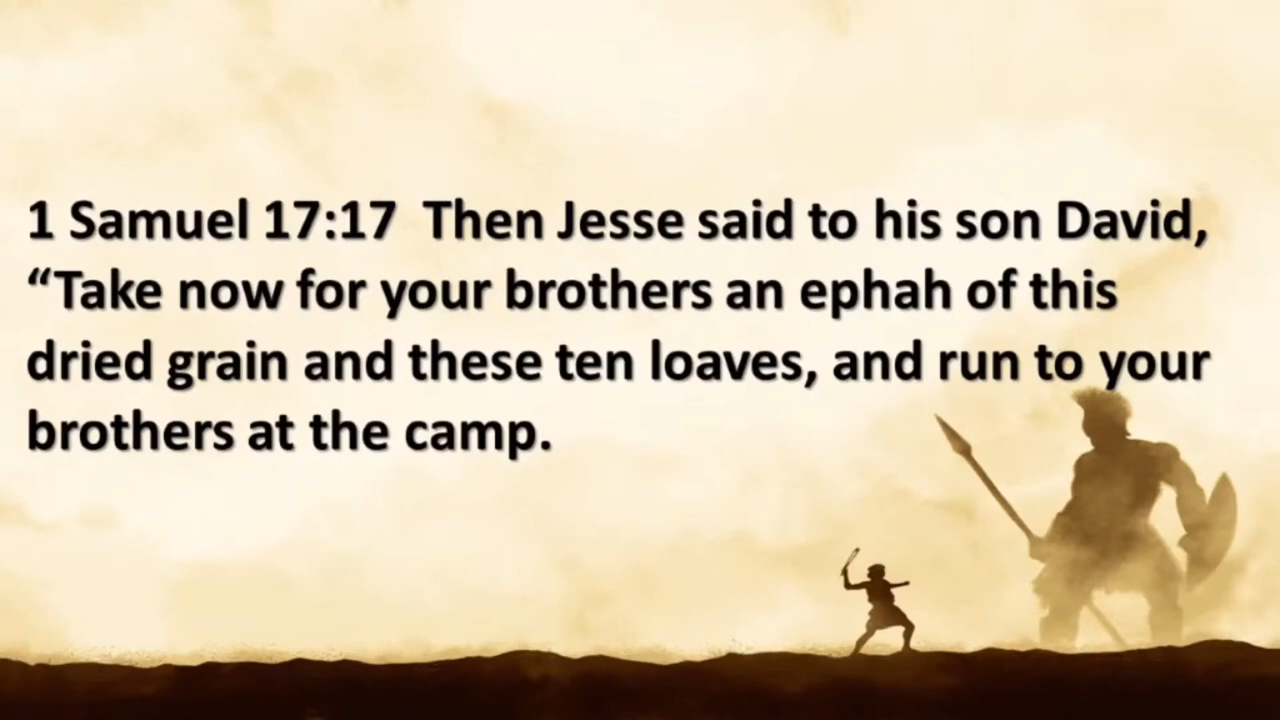 1 Samuel 17:17  Then Jesse said to his son David,
“Take now for your brothers an ephah of this
dried grain and these ten loaves, and run to your
brothers at the camp.